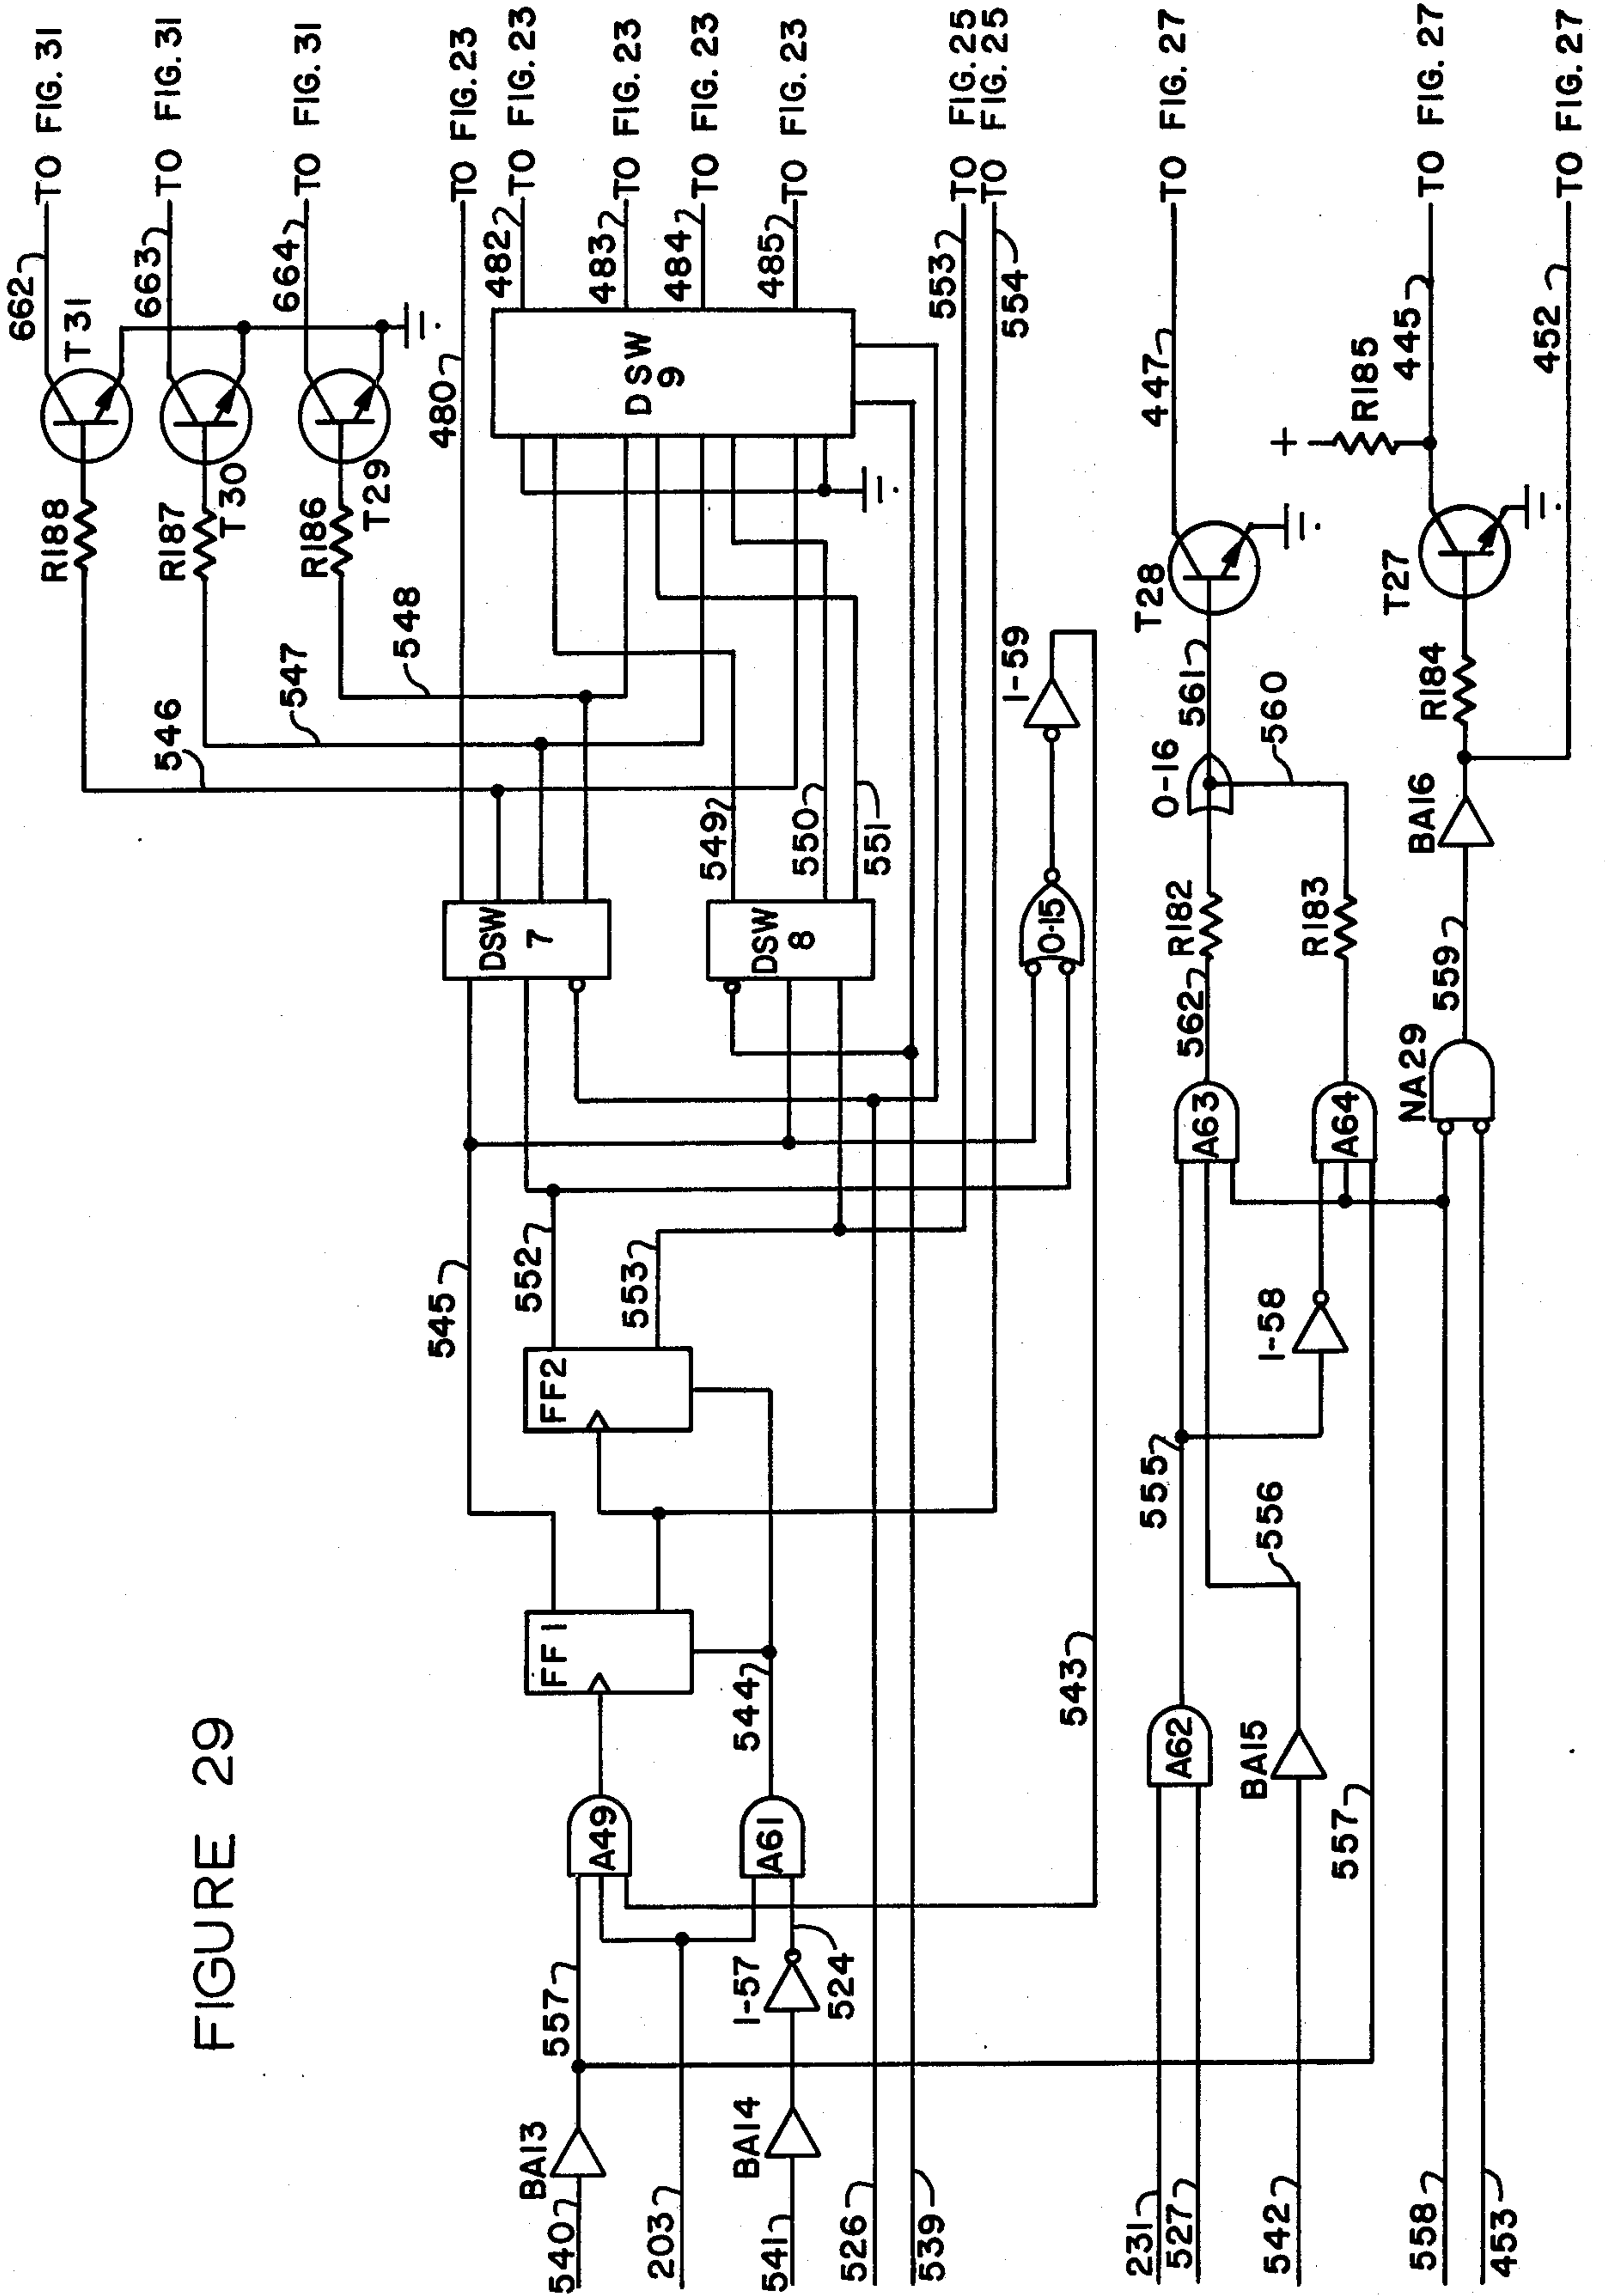 FIGURE 29
662
TO FIG. 31
T31
R188
663
TO FIG. 31
R187
T30
664
TO FIG. 31
R186
T29
546
547
548
480
TO FIG. 23
482
TO FIG. 23
483
TO FIG. 23
484
TO FIG. 23
485
TO FIG. 23
DSW
9
545
DSW
7
549
550
551
DSW
8
552
553
FF2
FF1
A49
557
BA13
540
203
544
A61
I-57
524
BA14
541
526
539
553
TO FIG. 25
554
TO FIG. 25
O-15
I-59
543
447
TO FIG. 27
T28
561
O-16
560
R182
562
A63
R183
A64
I-58
555
556
A62
BA15
557
231
527
542
R185
445
TO FIG. 27
T27
R184
BA16
559
NA29
452
TO FIG. 27
558
453